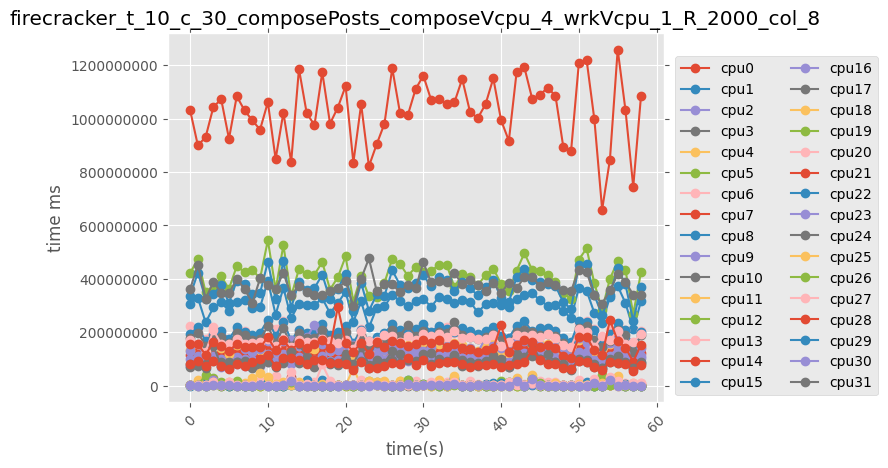 firecracker_t_10_c_30_composePosts_composeVcpu_4_wrkVcpu_1_R_2000_col_8
1200000000
1000000000
800000000
600000000
400000000
200000000
0
time ms
0
10
20
30
40
50
60
time(s)
cpu0
cpu1
cpu2
cpu3
cpu4
cpu5
cpu6
cpu7
cpu8
cpu9
cpu10
cpu11
cpu12
cpu13
cpu14
cpu15
cpu16
cpu17
cpu18
cpu19
cpu20
cpu21
cpu22
cpu23
cpu24
cpu25
cpu26
cpu27
cpu28
cpu29
cpu30
cpu31